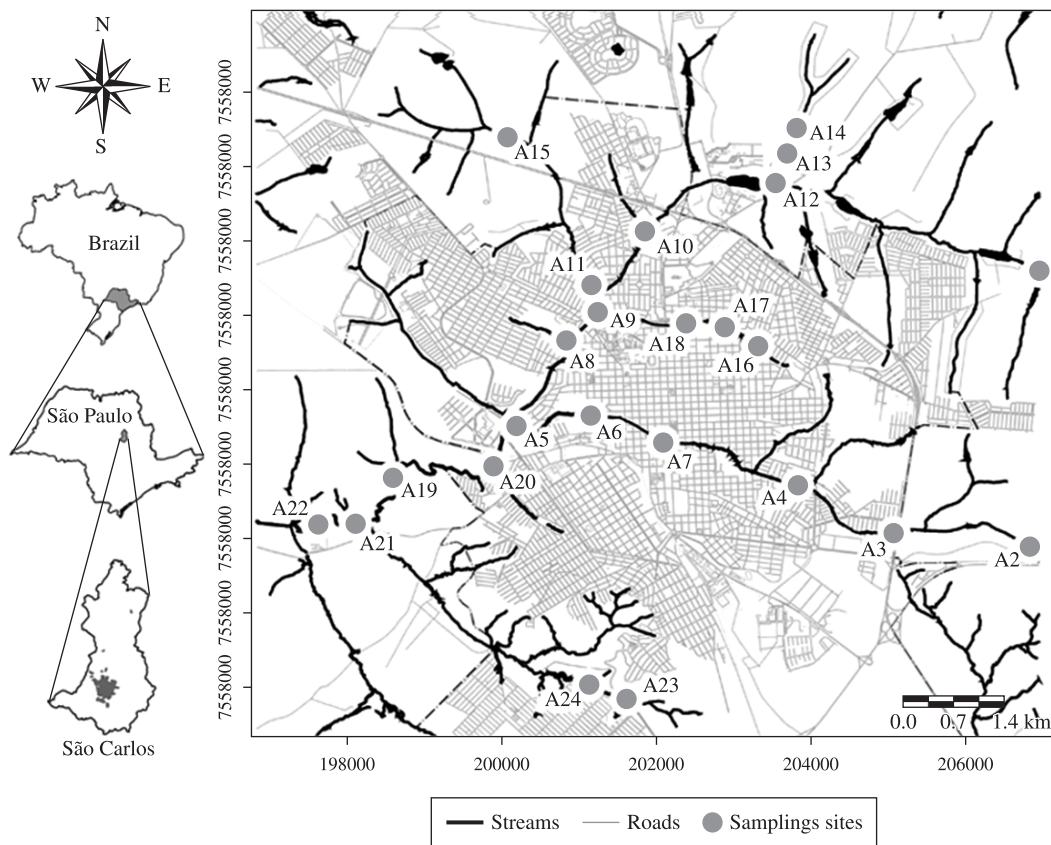 N
W E
S
Brazil
São Paulo
São Carlos
7558000
7558000
7558000
7558000
7558000
7558000
7558000
7558000
7558000
A14
A15
A13
A12
A10
A11
A17
A9
A18
A16
A8
A5
A6
A7
A20
A19
A4
A22
A21
A3
A2
A23
A24
0.0 0.7 1.4 km
198000 200000 202000 204000 206000
Streams Roads Samplings sites